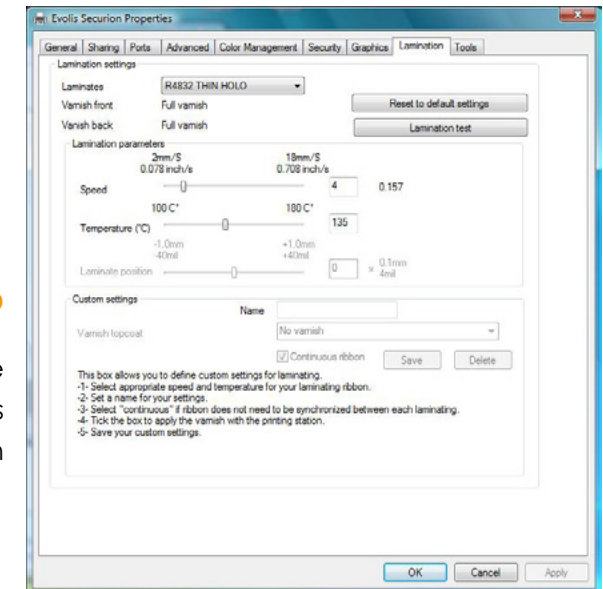 Evolis Securion Properties
General Sharing Ports Advanced Color Management Security Graphics Lamination Tools
Lamination settings
Laminates R4832 THIN HOLO
Varnish front Full varnish Reset to default settings
Varnish back Full varnish Lamination test
Lamination parameters
2mm/S 18mm/S
0.078 inch/s 0.708 inch/s
Speed 4 0.157
100 C° 180 C°
Temperature (°C) 135
-1.0mm +1.0mm
-40mil +40mil
Laminate position 0 x 0.1mm
4mil
Custom settings
Name
Varnish topcoat No varnish
Continuous ribbon Save Delete
This box allows you to define custom settings for laminating.
-1- Select appropriate speed and temperature for your laminating ribbon.
-2- Set a name for your settings.
-3- Select "continuous" if ribbon does not need to be synchronized between each laminating.
-4- Tick the box to apply the varnish with the printing station.
-5- Save your custom settings.
OK Cancel Apply